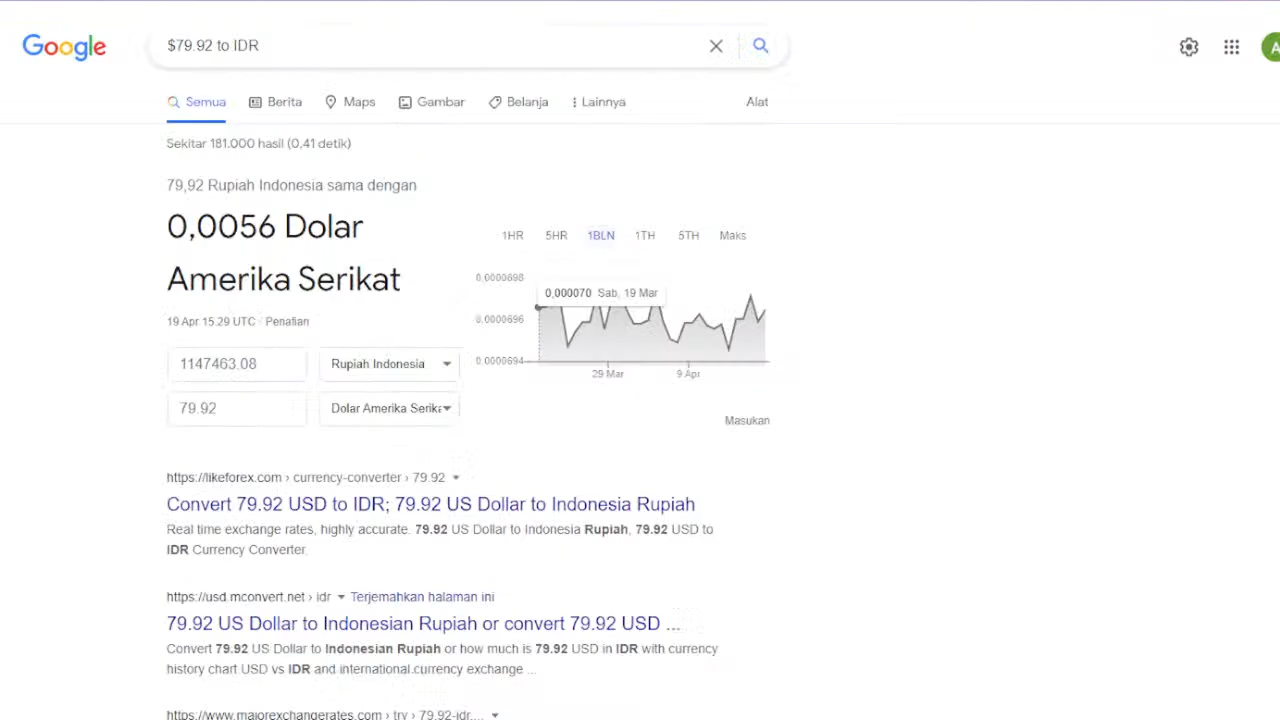 Google
$79.92 to IDR
A
Semua Berita Maps Gambar Belanja Lainnya Alat
Sekitar 181.000 hasil (0,41 detik)
79,92 Rupiah Indonesia sama dengan
0,0056 Dolar
Amerika Serikat
19 Apr 15.29 UTC · Penafian
1147463.08 Rupiah Indonesia
79.92 Dolar Amerika Serika
1HR 5HR 1BLN 1TH 5TH Maks
0,0000698
0,000070 Sab, 19 Mar
0,0000696
0,0000694
29 Mar 9 Apr
Masukan
https://likeforex.com › currency-converter › 79.92
Convert 79.92 USD to IDR; 79.92 US Dollar to Indonesia Rupiah
Real time exchange rates, highly accurate. 79.92 US Dollar to Indonesia Rupiah, 79.92 USD to
IDR Currency Converter.
https://usd.mconvert.net › idr Terjemahkan halaman ini
79.92 US Dollar to Indonesian Rupiah or convert 79.92 USD ...
Convert 79.92 US Dollar to Indonesian Rupiah or how much is 79.92 USD in IDR with currency
history chart USD vs IDR and international currency exchange ...
https://www.majorexchangerates.com › try › 79.92-idr....